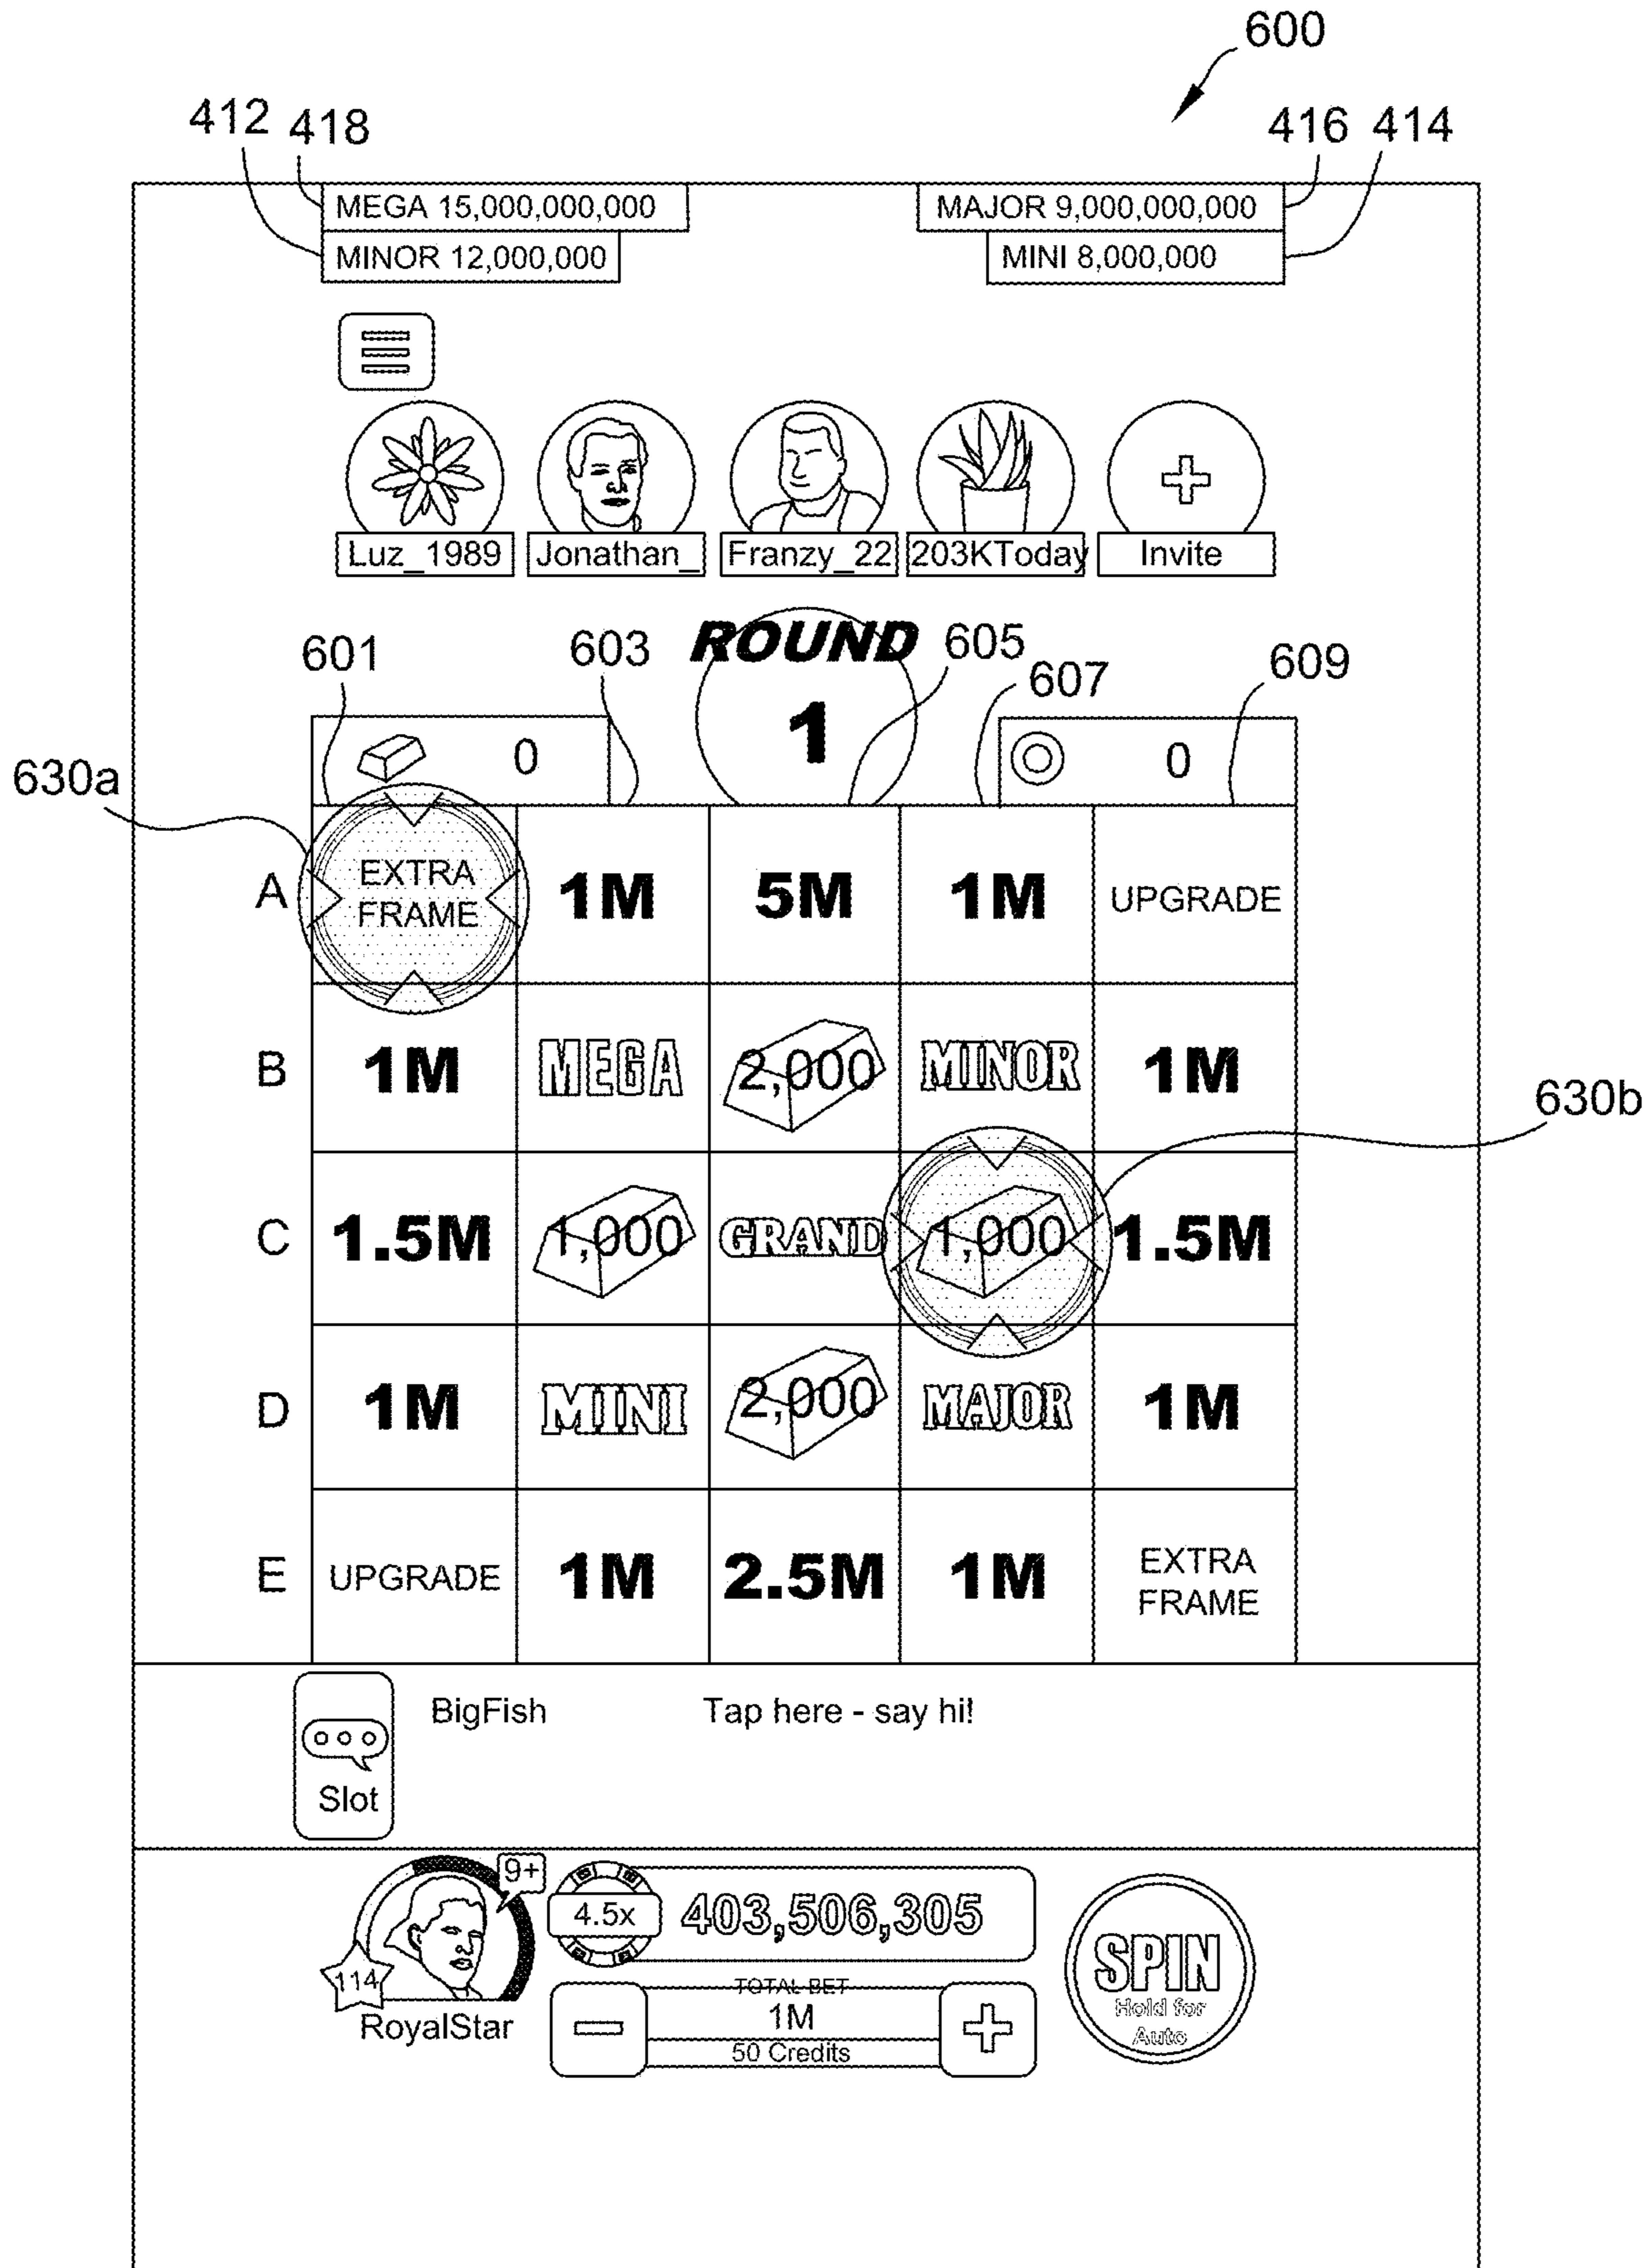 600
412 418 416 414
MEGA 15,000,000,000 MAJOR 9,000,000,000
MINOR 12,000,000 MINI 8,000,000
Luz_1989 Jonathan_ Franzy_22 203KToday Invite
601 603 ROUND 605 607 609
1
0 0
630a
A EXTRA FRAME 1M 5M 1M UPGRADE
B 1M MEGA 2,000 MINOR 1M
630b
C 1.5M 1,000 GRAND 1,000 1.5M
D 1M MINI 2,000 MAJOR 1M
E UPGRADE 1M 2.5M 1M EXTRA FRAME
BigFish Tap here - say hi!
Slot
9+
4.5x 403,506,305
SPIN
Hold for
Auto
114
TOTAL BET
1M
RoyalStar
50 Credits